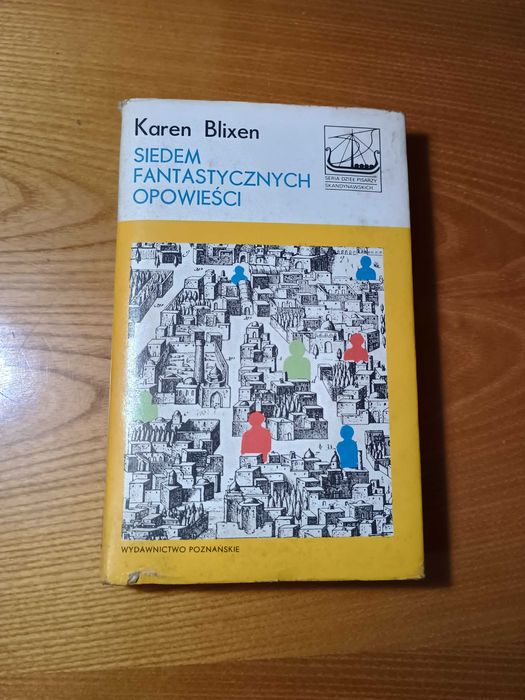 Karen Blixen
SIEDEM
FANTASTYCZNYCH
OPOWIEŚCI
SERIA DZIEŁ PISARZY
SKANDYNAWSKICH
WYDAWNICTWO POZNAŃSKIE